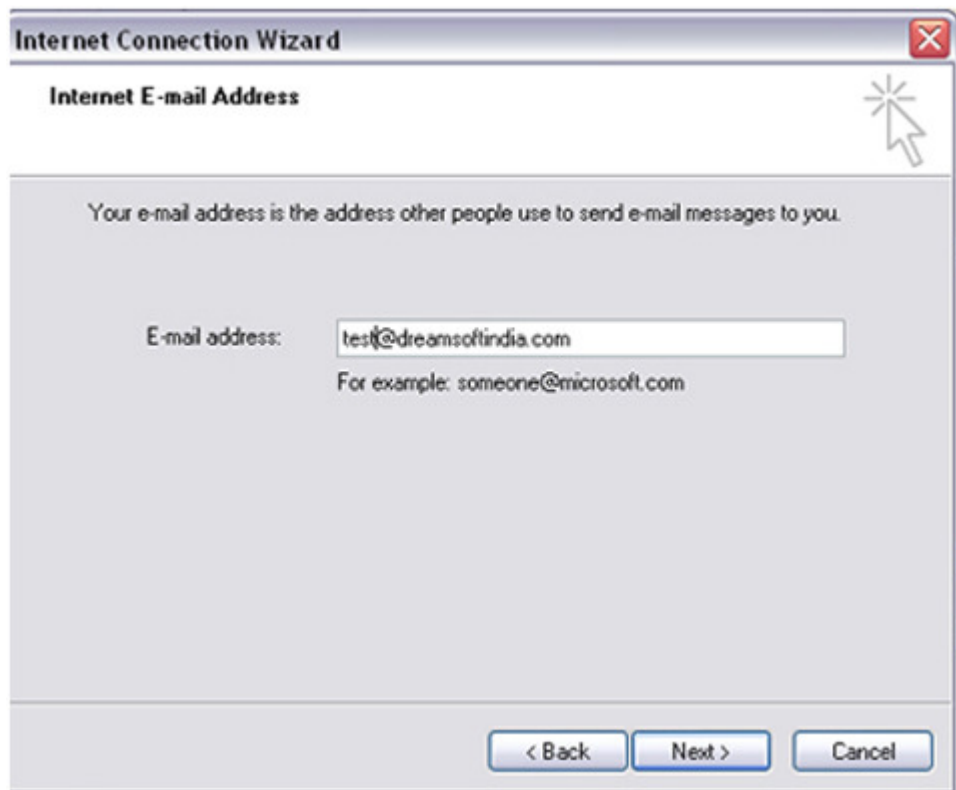 Internet Connection Wizard
Internet E-mail Address
Your e-mail address is the address other people use to send e-mail messages to you.
E-mail address: test@dreamsoftindia.com
For example: someone@microsoft.com
< Back Next > Cancel